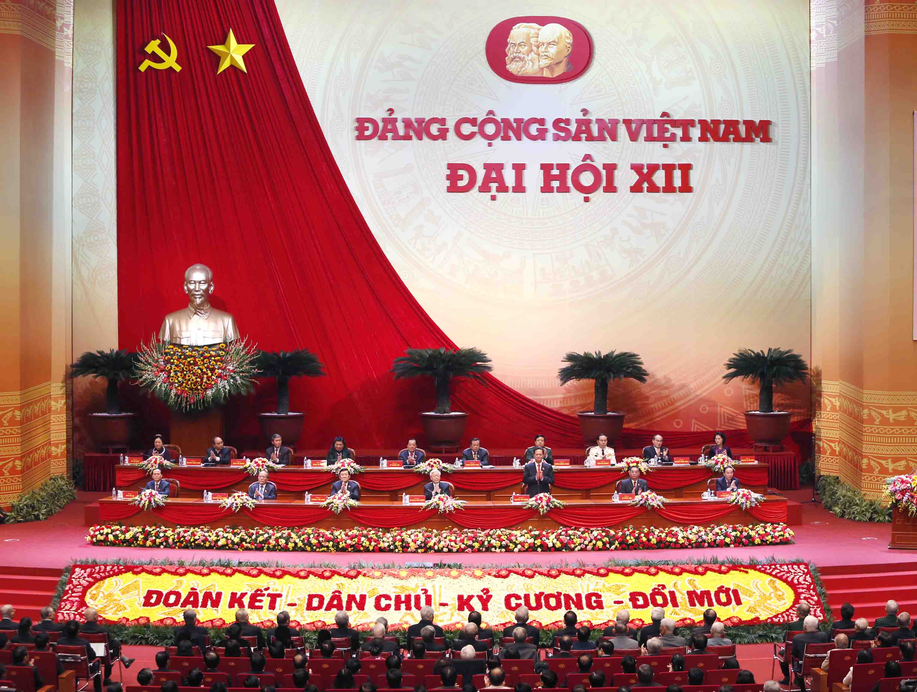 ĐẢNG CỘNG SẢN VIỆT NAM
ĐẠI HỘI XII
ĐOÀN KẾT - DÂN CHỦ - KỶ CƯƠNG - ĐỔI MỚI